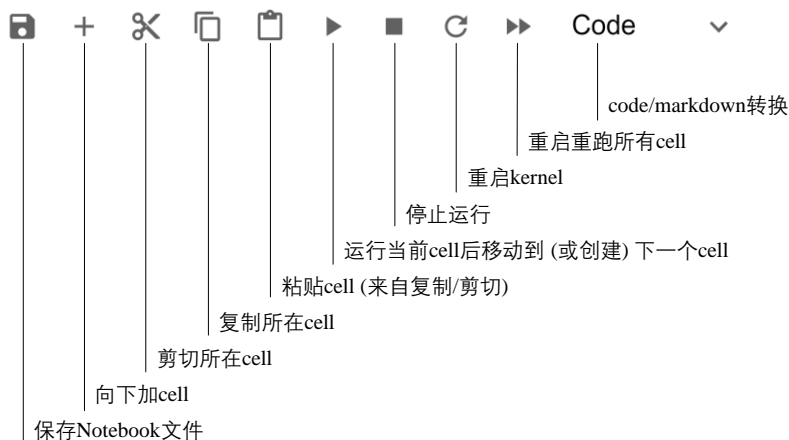 Code
code/markdown转换
重启重跑所有cell
重启kernel
停止运行
运行当前cell后移动到 (或创建) 下一个cell
粘贴cell (来自复制/剪切)
复制所在cell
剪切所在cell
向下加cell
保存Notebook文件